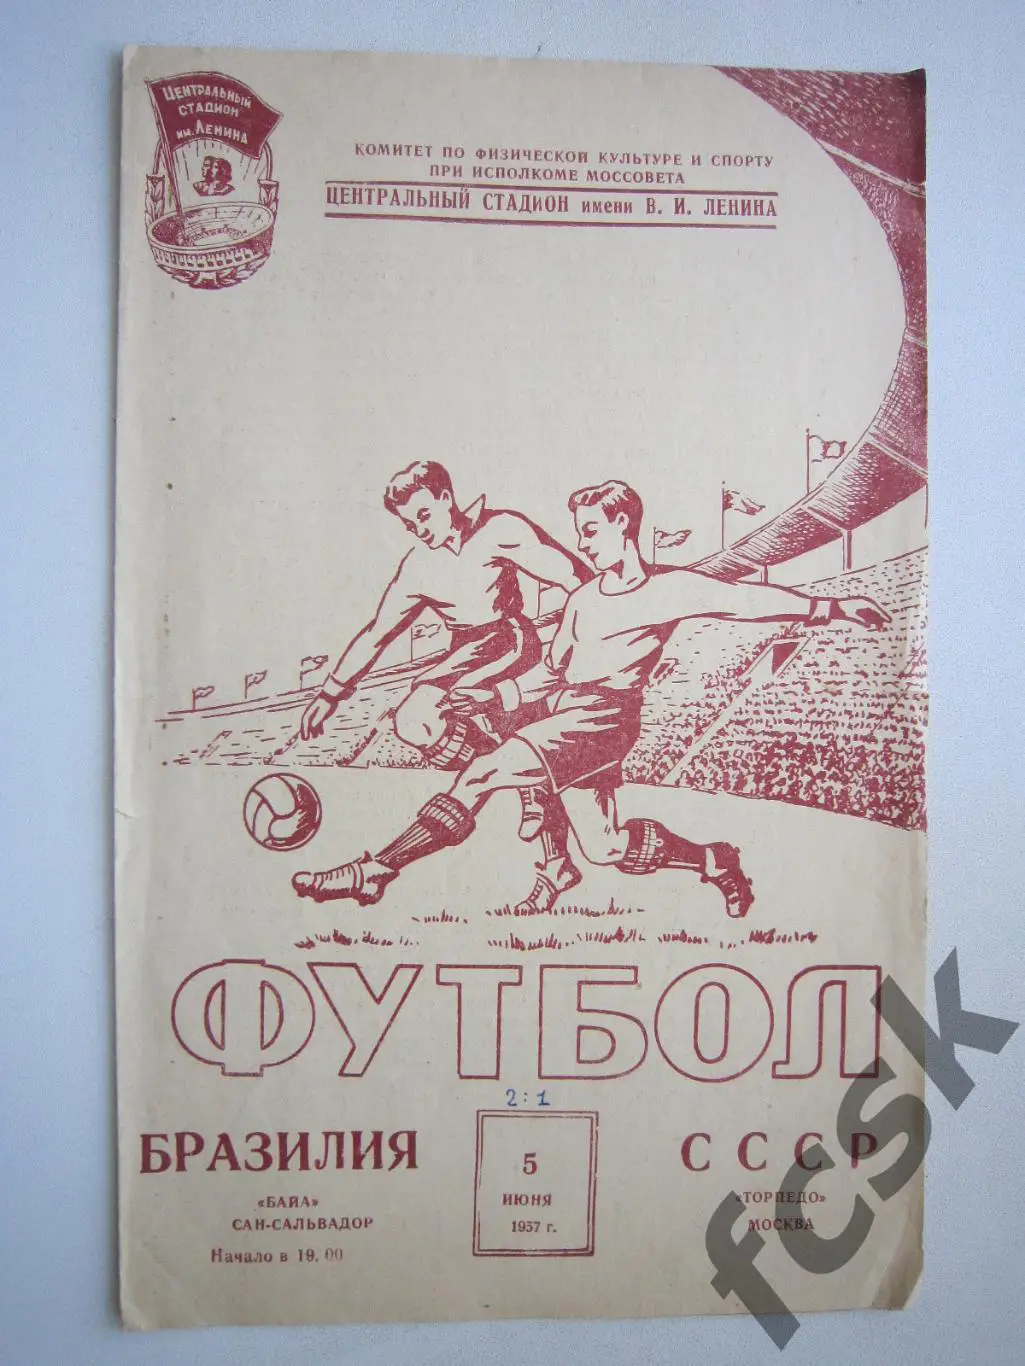 ЦЕНТРАЛЬНЫЙ
СТАДИОН
им. ЛЕНИНА
КОМИТЕТ ПО ФИЗИЧЕСКОЙ КУЛЬТУРЕ И СПОРТУ
ПРИ ИСПОЛКОМЕ МОССОВЕТА
ЦЕНТРАЛЬНЫЙ СТАДИОН имени В. И. ЛЕНИНА
ФУТБОЛ
2:1
БРАЗИЛИЯ
«БАЙА»
САН-САЛЬВАДОР
Начало в 19.00
5
ИЮНЯ
1957 г.
СССР
«ТОРПЕДО»
МОСКВА
fcsk